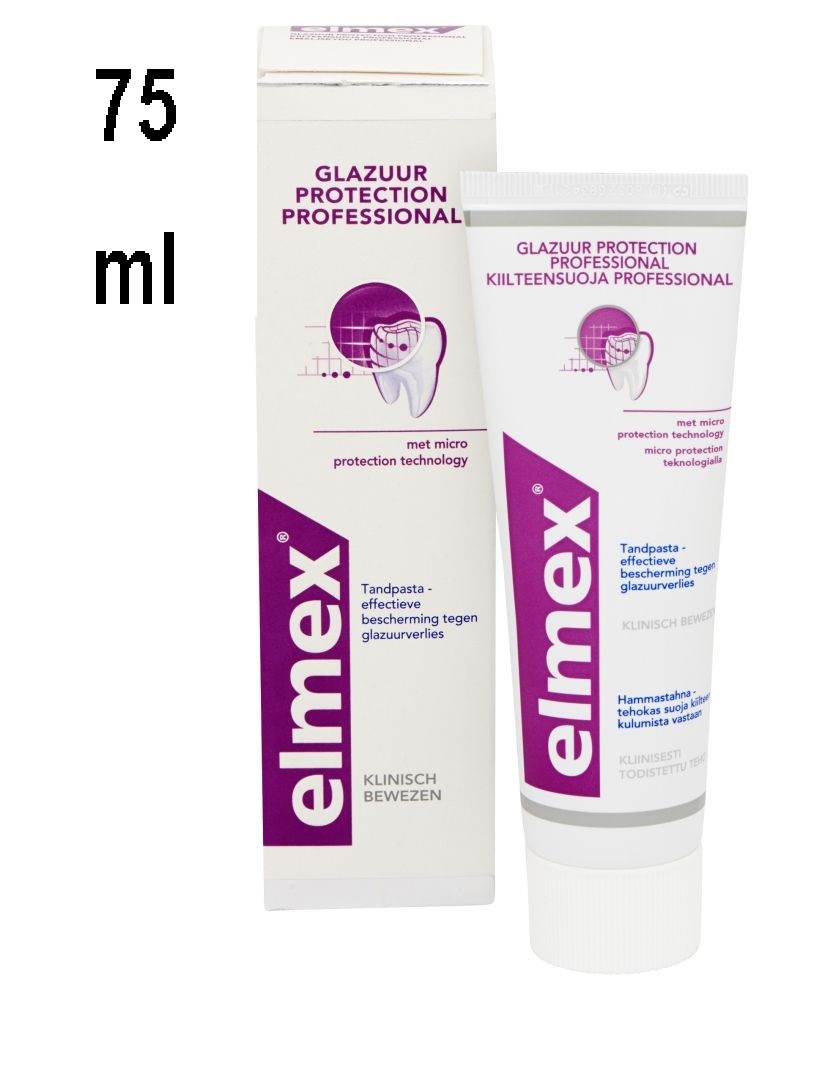 75
ml
GLAZUUR
PROTECTION
PROFESSIONAL
met micro
protection technology
elmex®
Tandpasta -
effectieve
bescherming tegen
glazuurverlies
KLINISCH
BEWEZEN
GLAZUUR PROTECTION
PROFESSIONAL
KIILTEENSUOJA PROFESSIONAL
met micro
protection technology
micro protection
teknologialla
elmex®
Tandpasta -
effectieve
bescherming tegen
glazuurverlies
KLINISCH BEWEZEN
Hammastahna -
tehokas suoja kiilteen
kulumista vastaan
KLIINISESTI
TODISTETTU TEHO